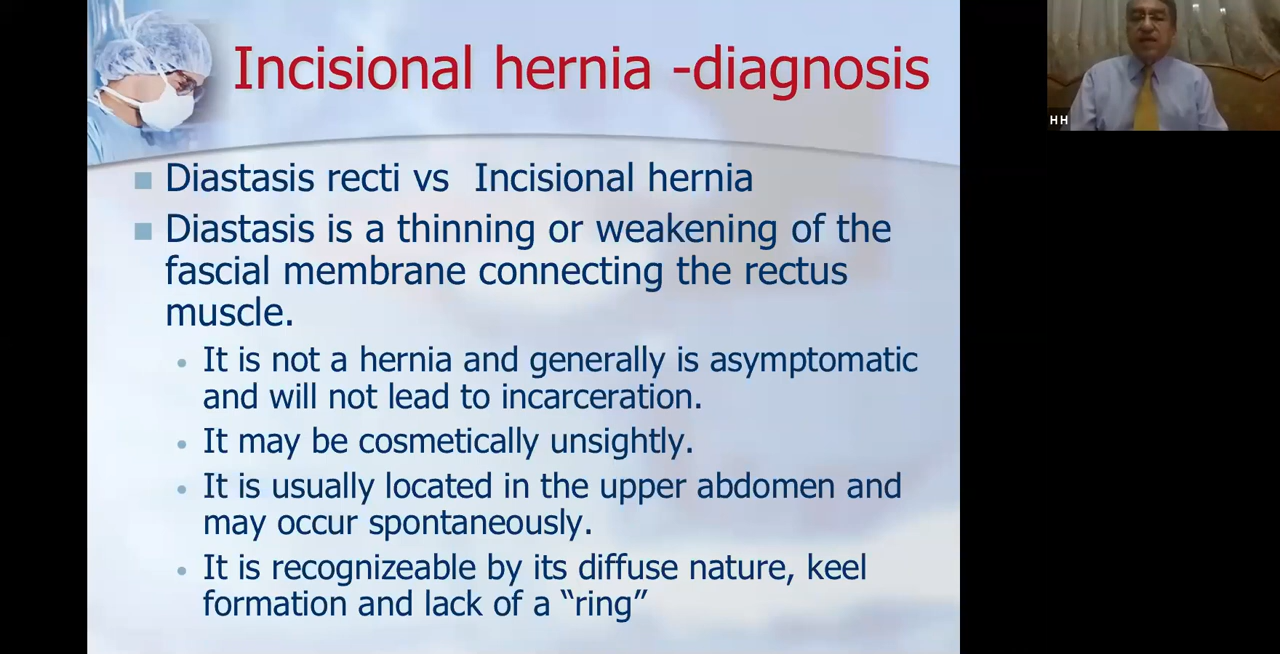 Incisional hernia -diagnosis
Diastasis recti vs Incisional hernia
Diastasis is a thinning or weakening of the
fascial membrane connecting the rectus
muscle.
It is not a hernia and generally is asymptomatic
and will not lead to incarceration.
It may be cosmetically unsightly.
It is usually located in the upper abdomen and
may occur spontaneously.
It is recognizeable by its diffuse nature, keel
formation and lack of a “ring”
HH